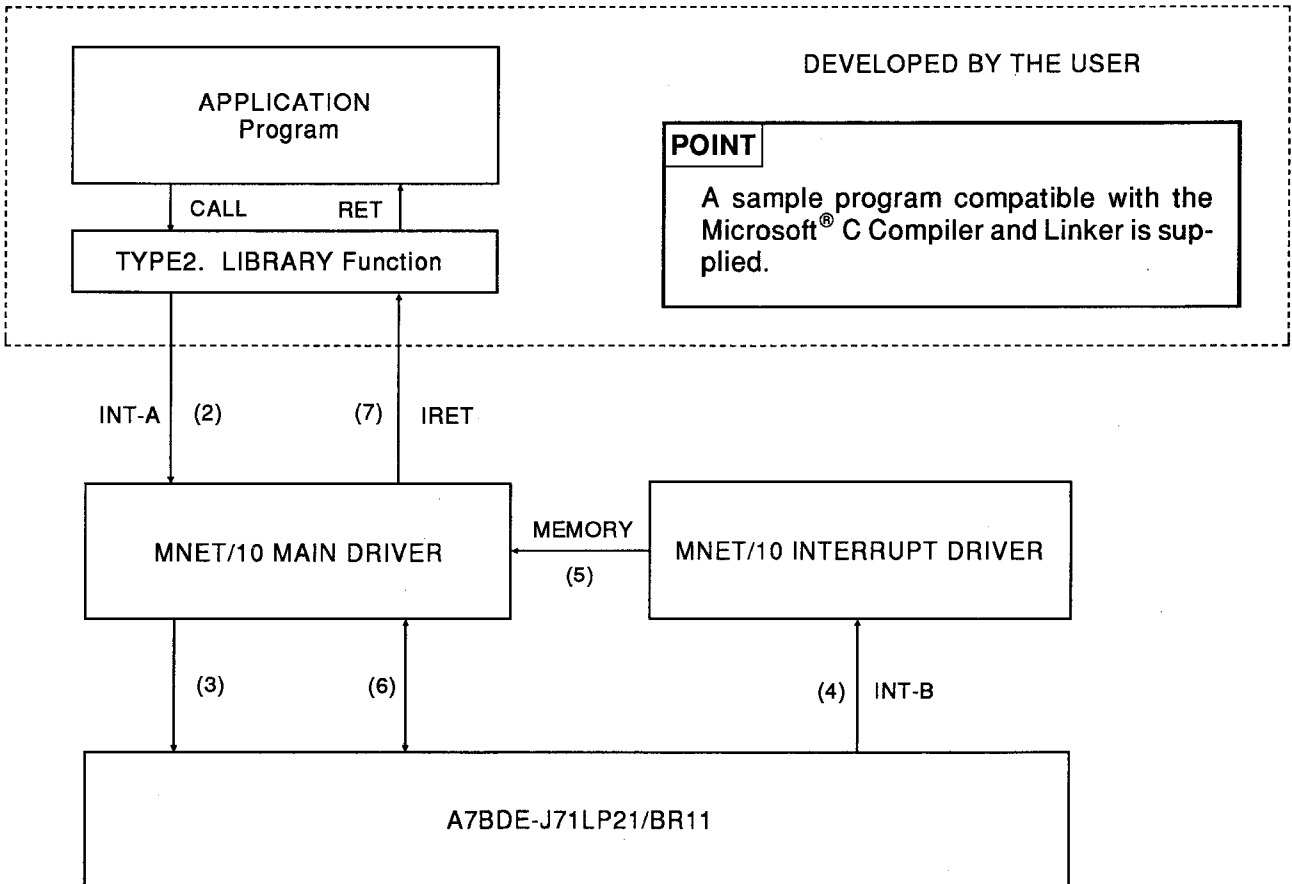 DEVELOPED BY THE USER
APPLICATION
Program
POINT
A sample program compatible with the
Microsoft® C Compiler and Linker is sup-
plied.
CALL RET
TYPE2. LIBRARY Function
INT-A (2) (7) IRET
MEMORY
MNET/10 MAIN DRIVER
MNET/10 INTERRUPT DRIVER
(5)
(3) (6) (4) INT-B
A7BDE-J71LP21/BR11